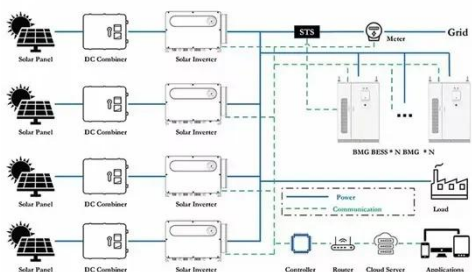 STS
Meter
Grid
Solar Panel DC Combiner Solar Inverter
Solar Panel DC Combiner Solar Inverter
BMG BESS * N BMG * N
Solar Panel DC Combiner Solar Inverter
Power
Communication
Load
Solar Panel DC Combiner Solar Inverter
Controller Router Cloud Server Applications